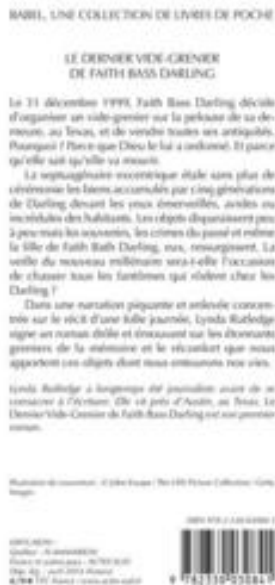 BABEL, UNE COLLECTION DE LIVRES DE POCHE
LE DERNIER VIDE-GRENIER
DE FAITH BASS DARLING
Le 31 décembre 1999, Faith Bass Darling décide
d'organiser un vide-grenier sur la pelouse de sa de-
meure, au Texas, et de vendre toutes ses antiquités.
Pourquoi ? Parce que Dieu le lui a ordonné. Et parce
qu'elle sait qu'elle va mourir.
La septuagénaire excentrique étale sans plus de
cérémonie les biens accumulés par cinq générations
de Darling devant les yeux émerveillés, avides ou
incrédules des habitants. Les objets disparaissent peu
à peu mais les souvenirs, les crimes du passé et même
la fille de Faith Bath Darling, eux, ressurgissent. La
veille du nouveau millénaire sera-t-elle l'occasion
de chasser tous les fantômes qui rôdent chez les
Darling ?
Dans une narration piquante et enlevée concen-
trée sur le récit d'une folle journée, Lynda Rutledge
signe un roman drôle et émouvant sur les étonnants
greniers de la mémoire et le réconfort que nous
apportent ces objets dont nous entourons nos vies.
Lynda Rutledge a longtemps été journaliste avant de se
consacrer à l'écriture. Elle vit près d'Austin, au Texas. Le
Dernier Vide-Grenier de Faith Bass Darling est son premier
roman.
Illustration de couverture : © The Picture Collection / Getty
Images